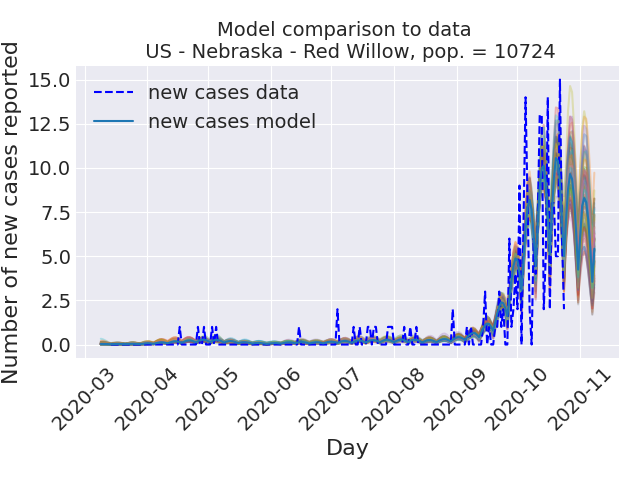 Model comparison to data
US - Nebraska - Red Willow, pop. = 10724
Number of new cases reported
15.0
12.5
10.0
7.5
5.0
2.5
0.0
new cases data
new cases model
2020-03
2020-04
2020-05
2020-06
2020-07
2020-08
2020-09
2020-10
2020-11
Day